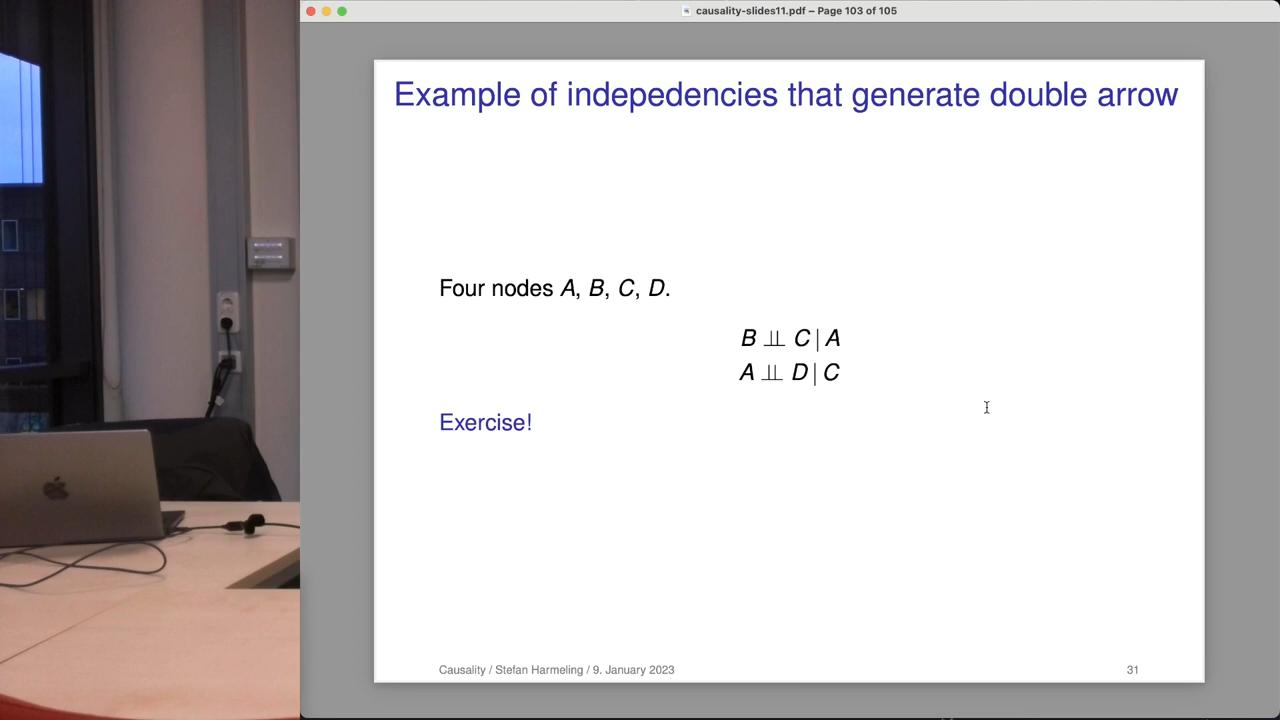 causality-slides11.pdf – Page 103 of 105
Example of indepedencies that generate double arrow
Four nodes A, B, C, D.
B ⫫ C | A
A ⫫ D | C
Exercise!
Causality / Stefan Harmeling / 9. January 2023
31